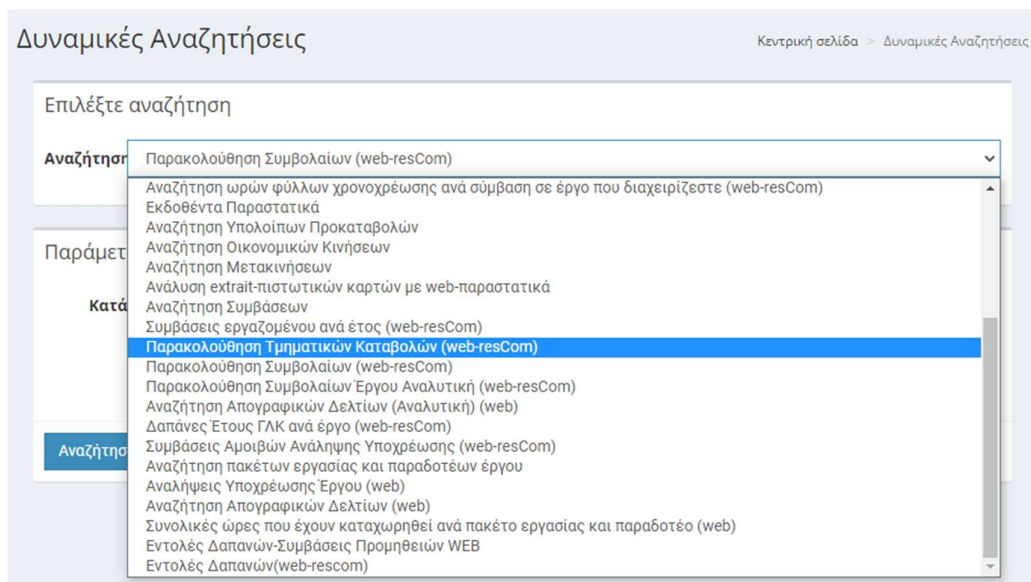 Δυναμικές Αναζητήσεις
Κεντρική σελίδα > Δυναμικές Αναζητήσεις
Επιλέξτε αναζήτηση
Αναζήτηση Παρακολούθηση Συμβολαίων (web-resCom)
Αναζήτηση ωρών φύλλων χρονοχρέωσης ανά σύμβαση σε έργο που διαχειρίζεστε (web-resCom)
Εκδοθέντα Παραστατικά
Αναζήτηση Υπολοίπων Προκαταβολών
Αναζήτηση Οικονομικών Κινήσεων
Αναζήτηση Μετακινήσεων
Ανάλυση extrait-πιστωτικών καρτών με web-παραστατικά
Αναζήτηση Συμβάσεων
Συμβάσεις εργαζομένου ανά έτος (web-resCom)
Παρακολούθηση Τμηματικών Καταβολών (web-resCom)
Παρακολούθηση Συμβολαίων (web-resCom)
Παρακολούθηση Συμβολαίων Έργου Αναλυτική (web-resCom)
Αναζήτηση Απογραφικών Δελτίων (Αναλυτική) (web)
Δαπάνες Έτους ΓΛΚ ανά έργο (web-resCom)
Συμβάσεις Αμοιβών Ανάληψης Υποχρέωσης (web-resCom)
Αναζήτηση πακέτων εργασίας και παραδοτέων έργου
Αναλήψεις Υποχρέωσης Έργου (web)
Αναζήτηση Απογραφικών Δελτίων (web)
Συνολικές ώρες που έχουν καταχωρηθεί ανά πακέτο εργασίας και παραδοτέο (web)
Εντολές Δαπανών-Συμβάσεις Προμηθειών WEB
Εντολές Δαπανών(web-rescom)
Παράμετ
Κατά
Αναζήτησ